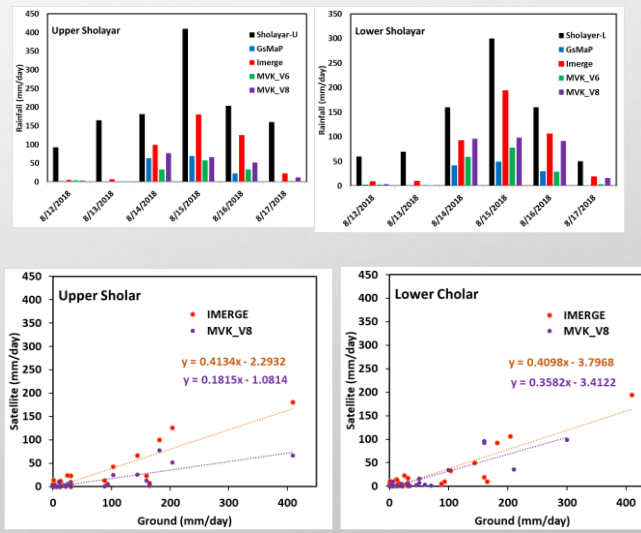 Upper Sholayar
Rainfall (mm/day)
450
400
350
300
250
200
150
100
50
0
Sholayer-U
GsMaP
Imerge
MVK_V6
MVK_V8
8/12/2018
8/13/2018
8/14/2018
8/15/2018
8/16/2018
8/17/2018
Lower Sholayar
Rainfall (mm/day)
350
300
250
200
150
100
50
0
Sholayer-L
GsMaP
Imerge
MVK_V6
MVK_V8
8/12/2018
8/13/2018
8/14/2018
8/15/2018
8/16/2018
8/17/2018
Upper Sholar
Satellite (mm/day)
450
400
350
300
250
200
150
100
50
0
IMERGE
MVK_V8
y = 0.4134x - 2.2932
y = 0.1815x - 1.0814
0 100 200 300 400
Ground (mm/day)
Lower Cholar
Satellite (mm/day)
450
400
350
300
250
200
150
100
50
0
IMERGE
MVK_V8
y = 0.4098x - 3.7968
y = 0.3582x - 3.4122
0 100 200 300 400
Ground (mm/day)